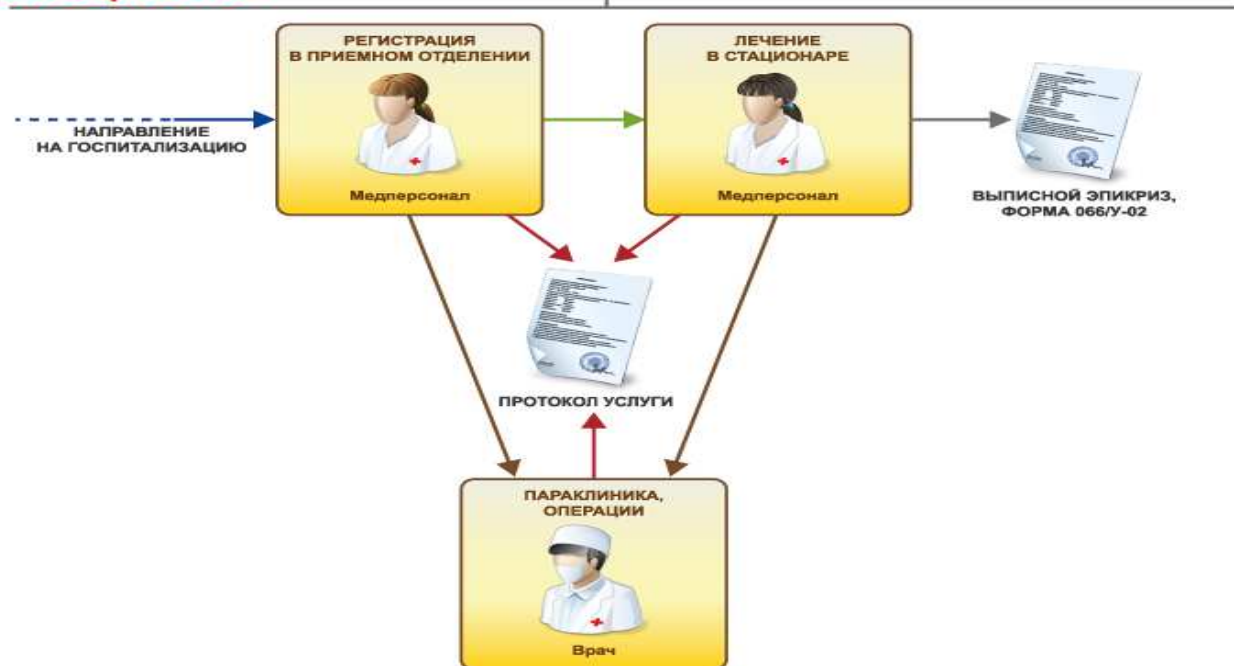 РЕГИСТРАЦИЯ
В ПРИЕМНОМ ОТДЕЛЕНИИ
Медперсонал
ЛЕЧЕНИЕ
В СТАЦИОНАРЕ
Медперсонал
НАПРАВЛЕНИЕ
НА ГОСПИТАЛИЗАЦИЮ
ВЫПИСНОЙ ЭПИКРИЗ,
ФОРМА 066/У-02
ПРОТОКОЛ УСЛУГИ
ПАРАКЛИНИКА,
ОПЕРАЦИИ
Врач